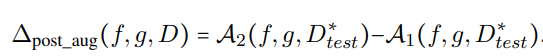 Δpost_aug(f, g, D) = 𝒜2(f, g, D*test)−𝒜1(f, g, D*test).